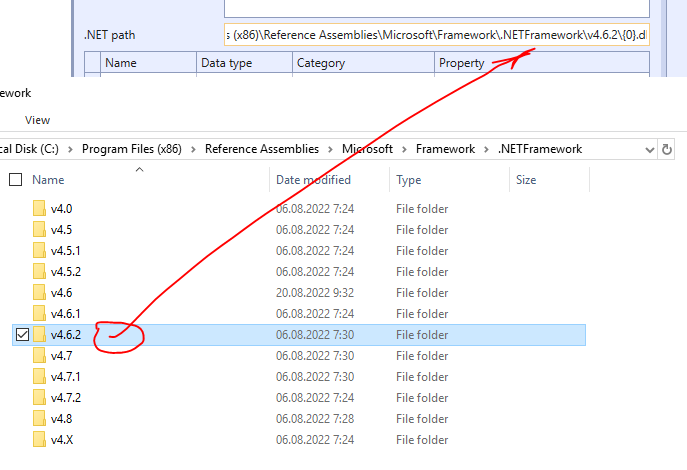 .NET path s (x86)\Reference Assemblies\Microsoft\Framework\.NETFramework\v4.6.2\{0}.dl
Name Data type Category Property
ework
View
cal Disk (C:) > Program Files (x86) > Reference Assemblies > Microsoft > Framework > .NETFramework
Name Date modified Type Size
v4.0 06.08.2022 7:24 File folder
v4.5 06.08.2022 7:24 File folder
v4.5.1 06.08.2022 7:24 File folder
v4.5.2 06.08.2022 7:24 File folder
v4.6 20.08.2022 9:32 File folder
v4.6.1 06.08.2022 7:24 File folder
v4.6.2 06.08.2022 7:30 File folder
v4.7 06.08.2022 7:30 File folder
v4.7.1 06.08.2022 7:30 File folder
v4.7.2 06.08.2022 7:24 File folder
v4.8 06.08.2022 7:28 File folder
v4.X 06.08.2022 7:24 File folder